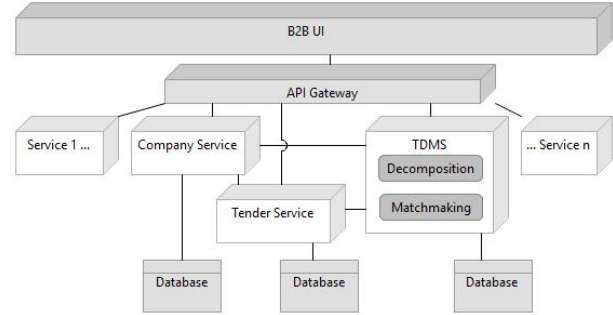 B2B UI
API Gateway
Service 1 ...
Company Service
TDMS
... Service n
Decomposition
Matchmaking
Tender Service
Database
Database
Database